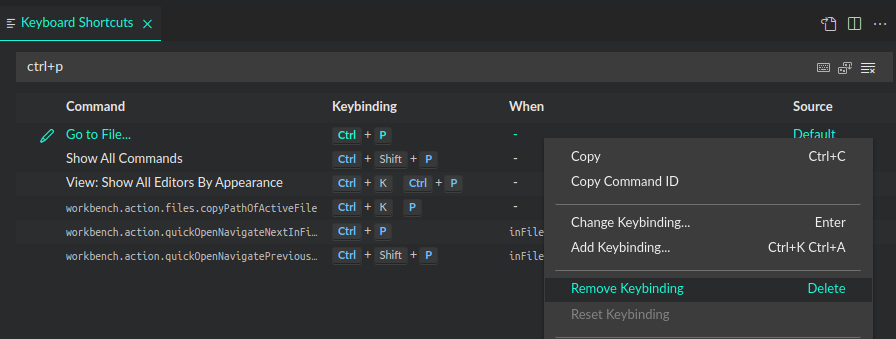 Keyboard Shortcuts
ctrl+p
Command Keybinding When Source
Go to File... Ctrl + P - Default
Show All Commands Ctrl + Shift + P -
View: Show All Editors By Appearance Ctrl + K Ctrl + P -
workbench.action.files.copyPathOfActiveFile Ctrl + K P -
workbench.action.quickOpenNavigateNextInFi… Ctrl + P inFile
workbench.action.quickOpenNavigatePrevious… Ctrl + Shift + P inFile
Copy Ctrl+C
Copy Command ID
Change Keybinding... Enter
Add Keybinding... Ctrl+K Ctrl+A
Remove Keybinding Delete
Reset Keybinding